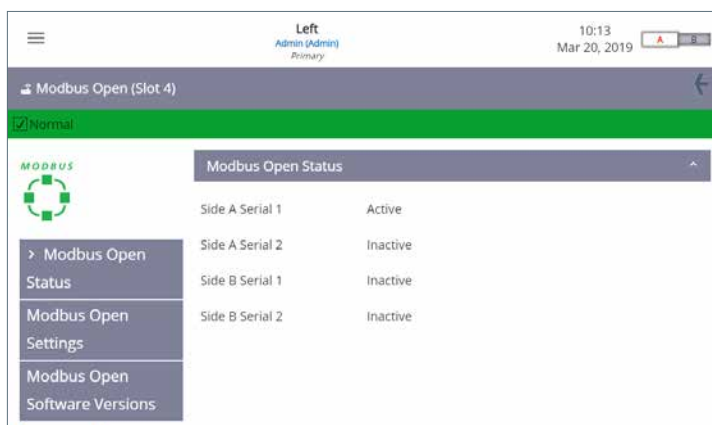 Left
Admin (Admin)
Primary
10:13
Mar 20, 2019
A
B
Modbus Open (Slot 4)
Normal
MODBUS
Modbus Open Status
Side A Serial 1 Active
Side A Serial 2 Inactive
Side B Serial 1 Inactive
Side B Serial 2 Inactive
> Modbus Open
Status
Modbus Open
Settings
Modbus Open
Software Versions